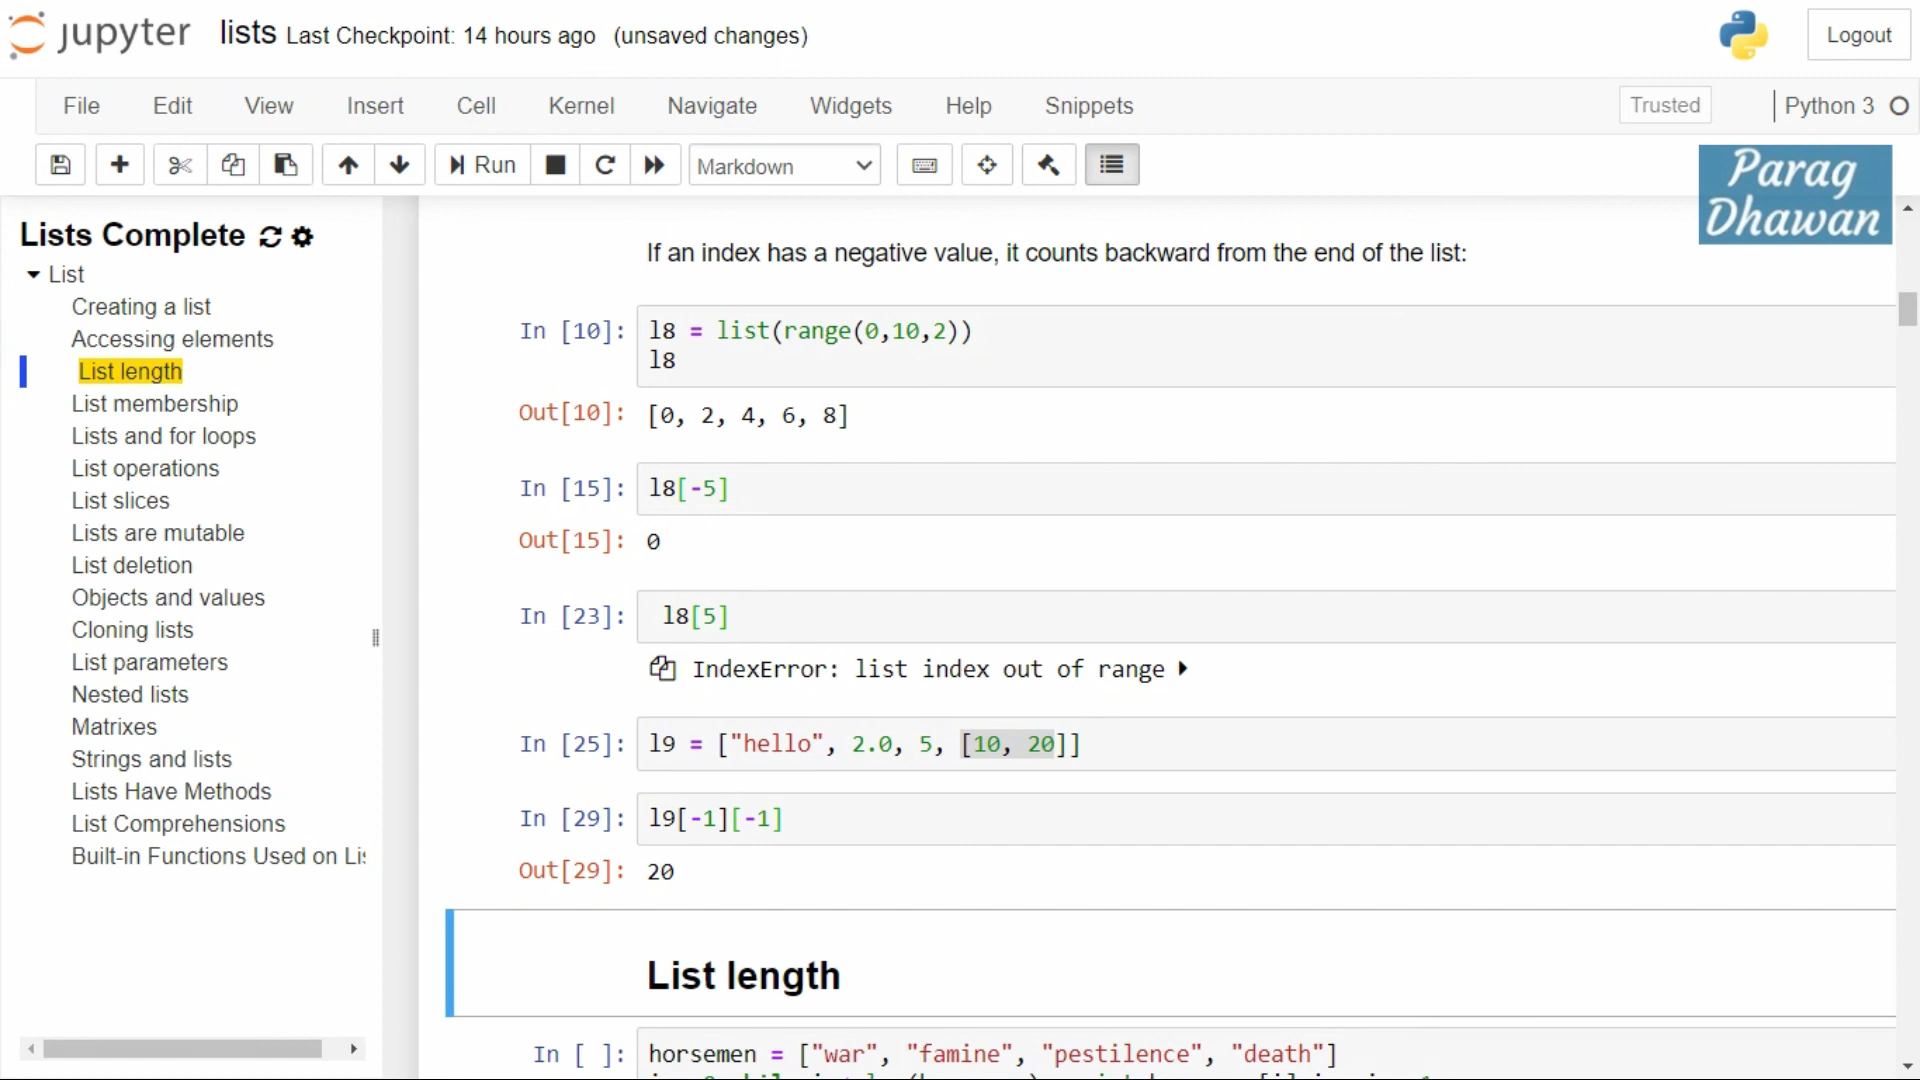 jupyter lists Last Checkpoint: 14 hours ago (unsaved changes) Logout
File Edit View Insert Cell Kernel Navigate Widgets Help Snippets Trusted Python 3
Run Markdown
Parag
Dhawan
Lists Complete
List
Creating a list
Accessing elements
List length
List membership
Lists and for loops
List operations
List slices
Lists are mutable
List deletion
Objects and values
Cloning lists
List parameters
Nested lists
Matrixes
Strings and lists
Lists Have Methods
List Comprehensions
Built-in Functions Used on Lis
If an index has a negative value, it counts backward from the end of the list:
In [10]: l8 = list(range(0,10,2))
l8
Out[10]: [0, 2, 4, 6, 8]
In [15]: l8[-5]
Out[15]: 0
In [23]: l8[5]
IndexError: list index out of range
In [25]: l9 = ["hello", 2.0, 5, [10, 20]]
In [29]: l9[-1][-1]
Out[29]: 20
List length
In [ ]: horsemen = ["war", "famine", "pestilence", "death"]